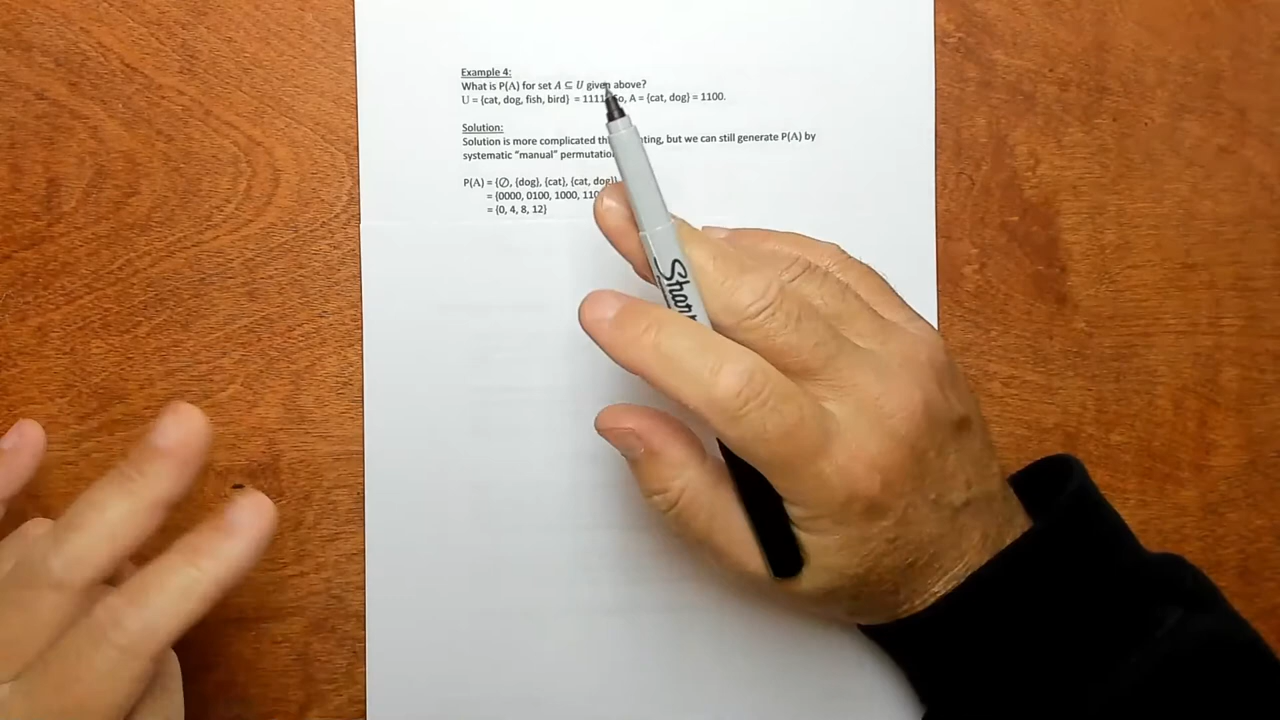 Example 4:
What is P(A) for set A ⊆ U given above?
U = {cat, dog, fish, bird} = 1111 So, A = {cat, dog} = 1100.
Solution:
Solution is more complicated th ting, but we can still generate P(A) by
systematic "manual" permutatio
P(A) = {∅, {dog}, {cat}, {cat, dog}}
= {0000, 0100, 1000, 110
= {0, 4, 8, 12}
Shar